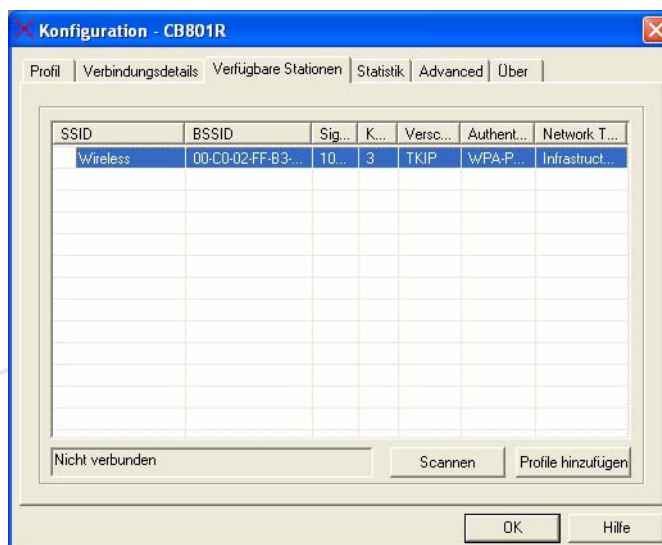 Konfiguration - CB801R
Profil Verbindungsdetails Verfügbare Stationen Statistik Advanced Über
SSID BSSID Sig... K... Versc... Authent... Network T...
Wireless 00-C0-02-FF-B3-... 10... 3 TKIP WPA-P... Infrastruct...
Nicht verbunden Scannen Profile hinzufügen
OK Hilfe